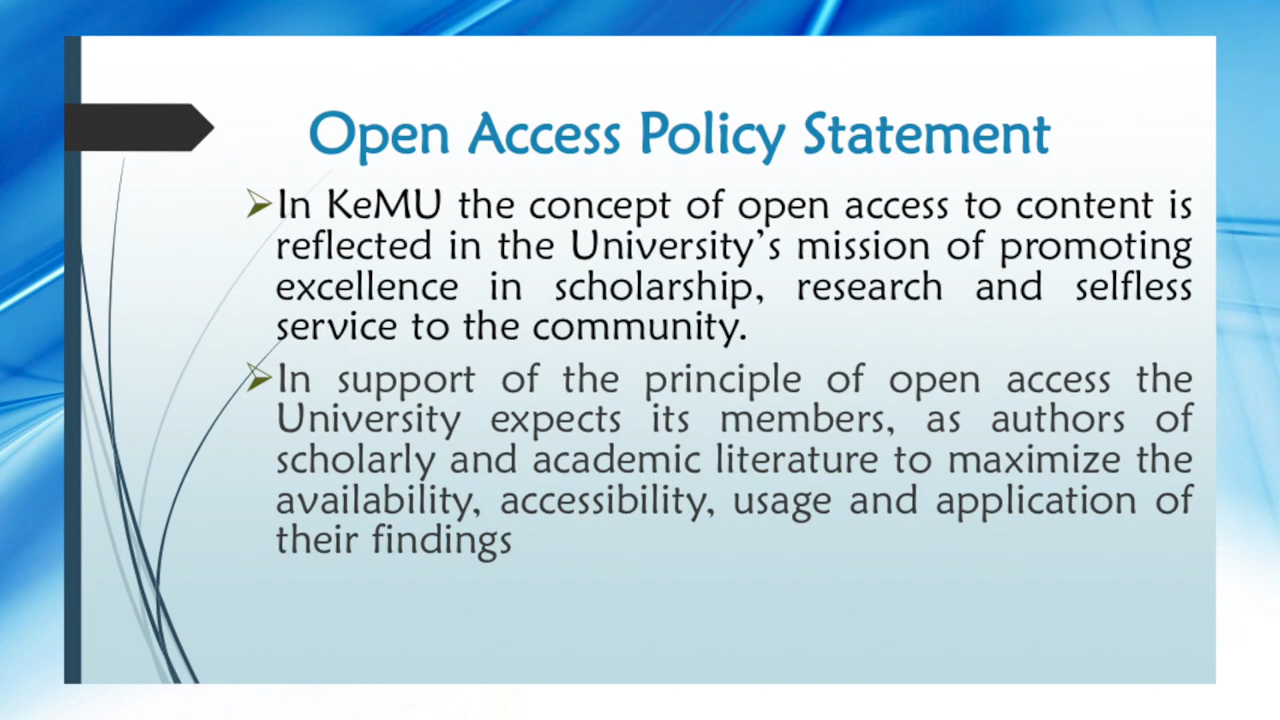 Open Access Policy Statement
In KeMU the concept of open access to content is
reflected in the University’s mission of promoting
excellence in scholarship, research and selfless
service to the community.
In support of the principle of open access the
University expects its members, as authors of
scholarly and academic literature to maximize the
availability, accessibility, usage and application of
their findings